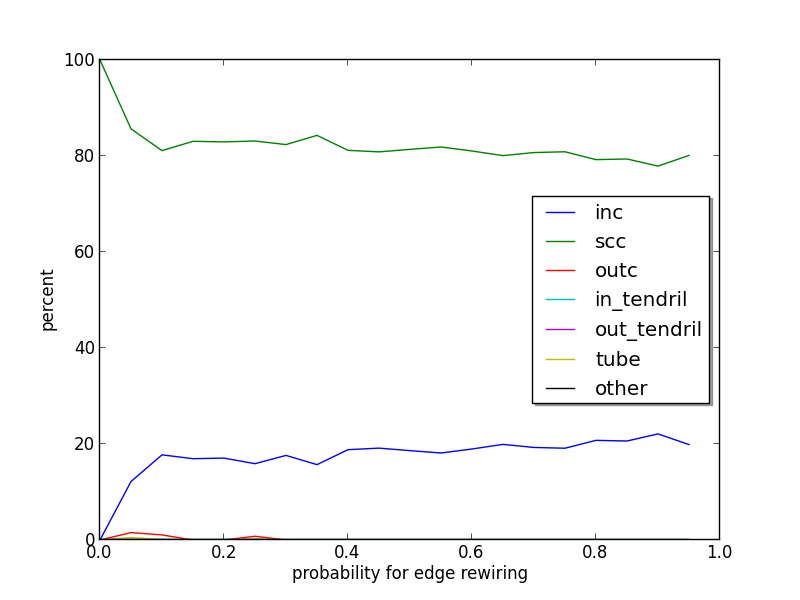 100
80
60
40
20
0
percent
inc
scc
outc
in_tendril
out_tendril
tube
other
0.0 0.2 0.4 0.6 0.8 1.0
probability for edge rewiring